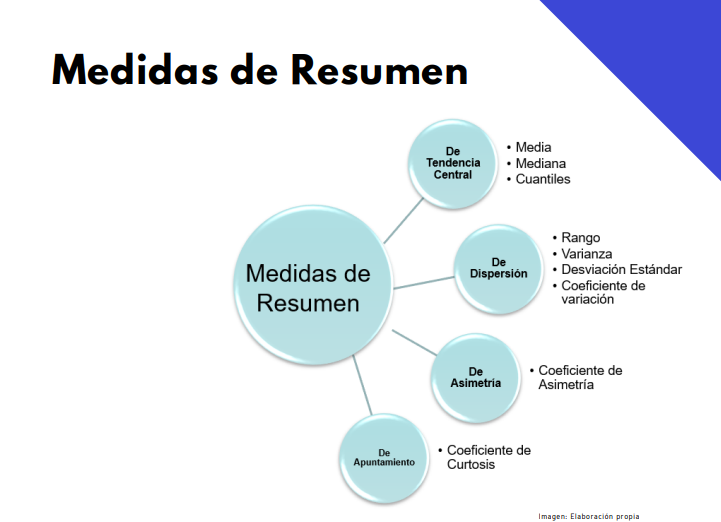 Medidas de Resumen
De
Tendencia
Central
• Media
• Mediana
• Cuantiles
Medidas de
Resumen
De
Dispersión
• Rango
• Varianza
• Desviación Estándar
• Coeficiente de
variación
De
Asimetría
• Coeficiente de
Asimetría
De
Apuntamiento
• Coeficiente de
Curtosis
Imagen: Elaboración propia